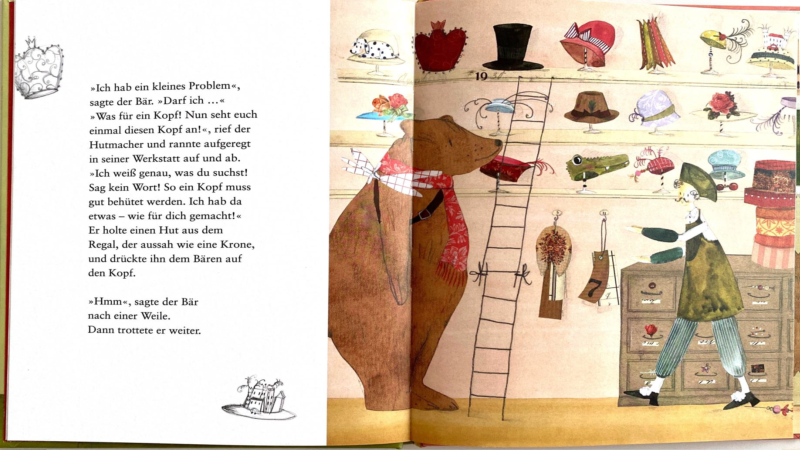 »Ich hab ein kleines Problem«,
sagte der Bär. »Darf ich …«
»Was für ein Kopf! Nun seht euch
einmal diesen Kopf an!«, rief der
Hutmacher und rannte aufgeregt
in seiner Werkstatt auf und ab.
»Ich weiß genau, was du suchst!
Sag kein Wort! So ein Kopf muss
gut behütet werden. Ich hab da
etwas – wie für dich gemacht!«
Er holte einen Hut aus dem
Regal, der aussah wie eine Krone,
und drückte ihn dem Bären auf
den Kopf.
»Hmm«, sagte der Bär
nach einer Weile.
Dann trottete er weiter.
19
7